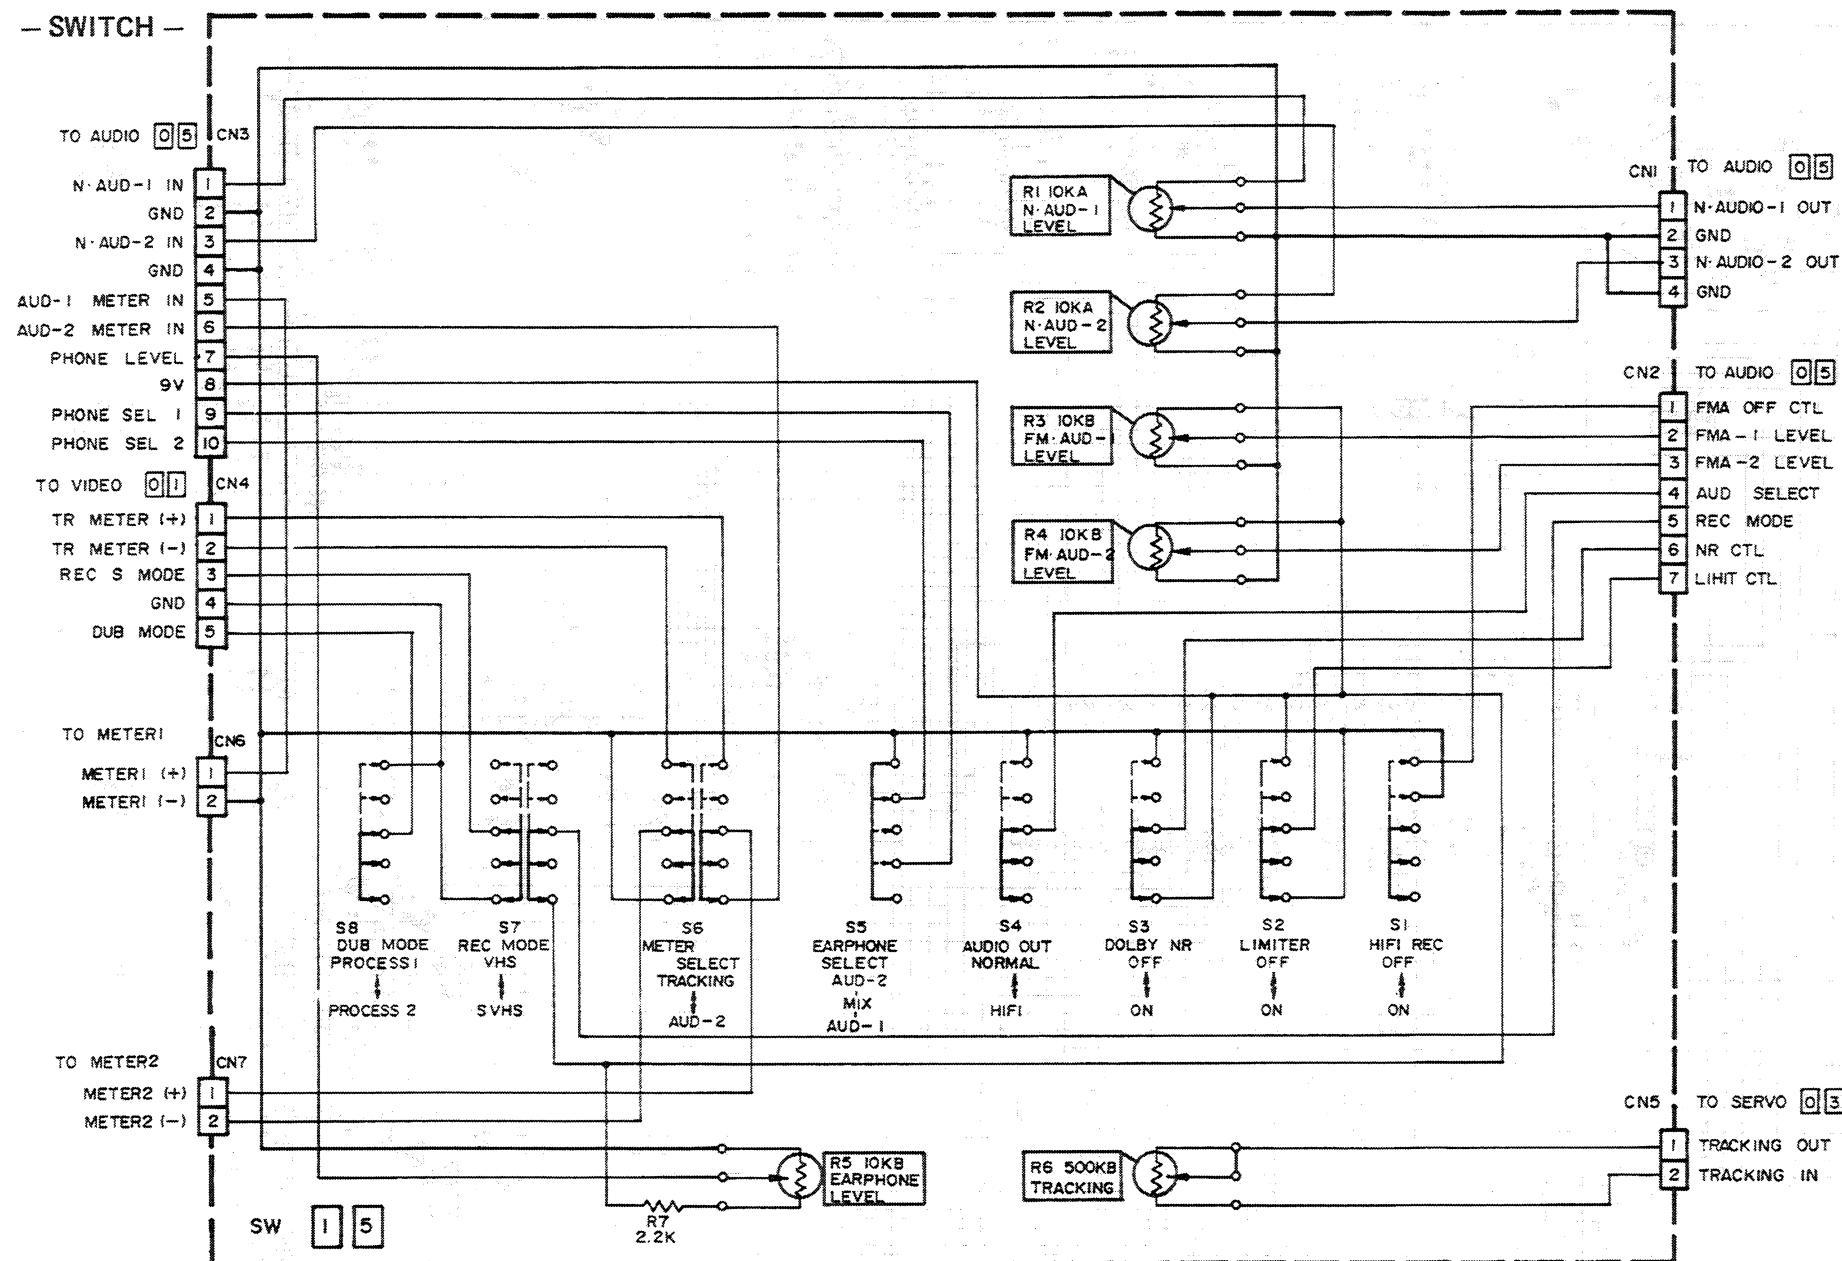 — SWITCH —
TO AUDIO 0 5 CN3
N·AUD-1 IN 1
GND 2
N·AUD-2 IN 3
GND 4
AUD-1 METER IN 5
AUD-2 METER IN 6
PHONE LEVEL 7
9V 8
PHONE SEL 1 9
PHONE SEL 2 10
TO VIDEO 0 1 CN4
TR METER (+) 1
TR METER (-) 2
REC S MODE 3
GND 4
DUB MODE 5
TO METER1
CN6
METER1 (+) 1
METER1 (-) 2
TO METER2 CN7
METER2 (+) 1
METER2 (-) 2
R1 10KA
N·AUD-1
LEVEL
R2 10KA
N·AUD-2
LEVEL
R3 10KB
FM·AUD-1
LEVEL
R4 10KB
FM·AUD-2
LEVEL
CN1 TO AUDIO 0 5
1 N·AUDIO-1 OUT
2 GND
3 N·AUDIO-2 OUT
4 GND
CN2 TO AUDIO 0 5
1 FMA OFF CTL
2 FMA-1 LEVEL
3 FMA-2 LEVEL
4 AUD SELECT
5 REC MODE
6 NR CTL
7 LIHIT CTL
S8
DUB MODE
PROCESS1
PROCESS 2
S7
REC MODE
VHS
SVHS
S6
METER
SELECT
TRACKING
AUD-2
S5
EARPHONE
SELECT
AUD-2
MIX
AUD-1
S4
AUDIO OUT
NORMAL
HIFI
S3
DOLBY NR
OFF
ON
S2
LIMITER
OFF
ON
S1
HIFI REC
OFF
ON
R5 10KB
EARPHONE
LEVEL
R7
2.2K
R6 500KB
TRACKING
CN5 TO SERVO 0 3
1 TRACKING OUT
2 TRACKING IN
SW 1 5